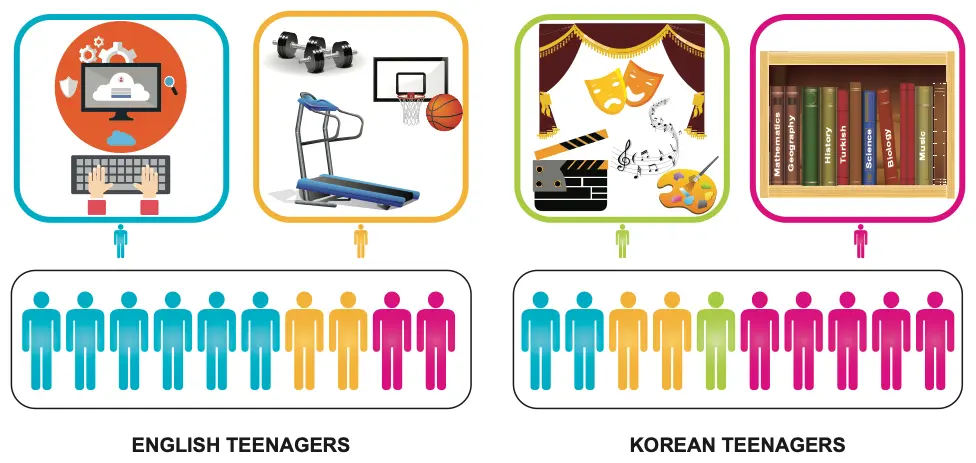 Mathematics
Geography
History
Turkish
Science
Biology
Music
ENGLISH TEENAGERS
KOREAN TEENAGERS